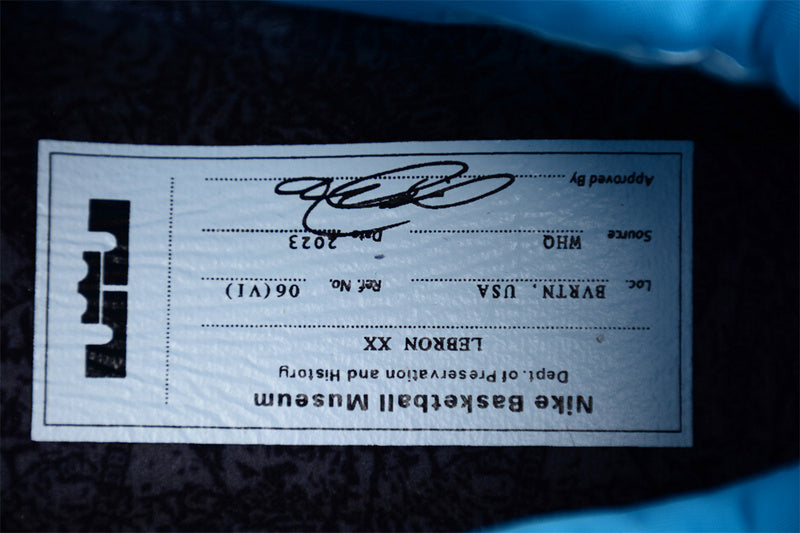 Nike Basketball Museum
Dept. of Preservation and History
LEBRON XX
Loc. BVRTN, USA Ref. No. 06(VI)
Source WHQ Date 2023
Approved By